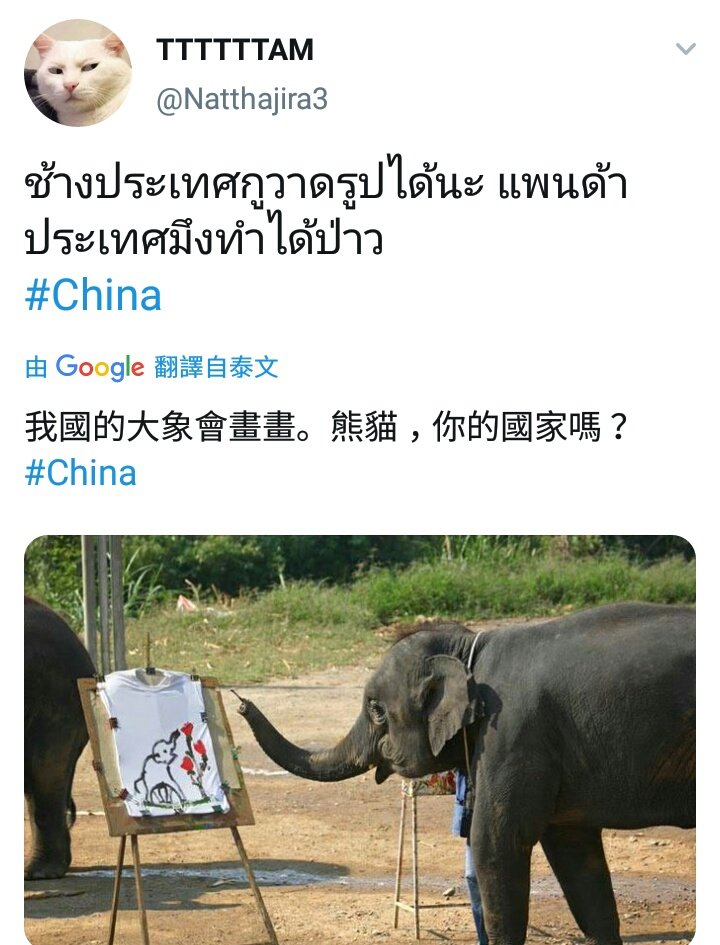 TTTTTTAM
@Natthajira3
ช้างประเทศกูวาดรูปได้นะ แพนด้า
ประเทศมึงทำได้ป่าว
#China
由 Google 翻譯自泰文
我國的大象會畫畫。熊貓，你的國家嗎？
#China